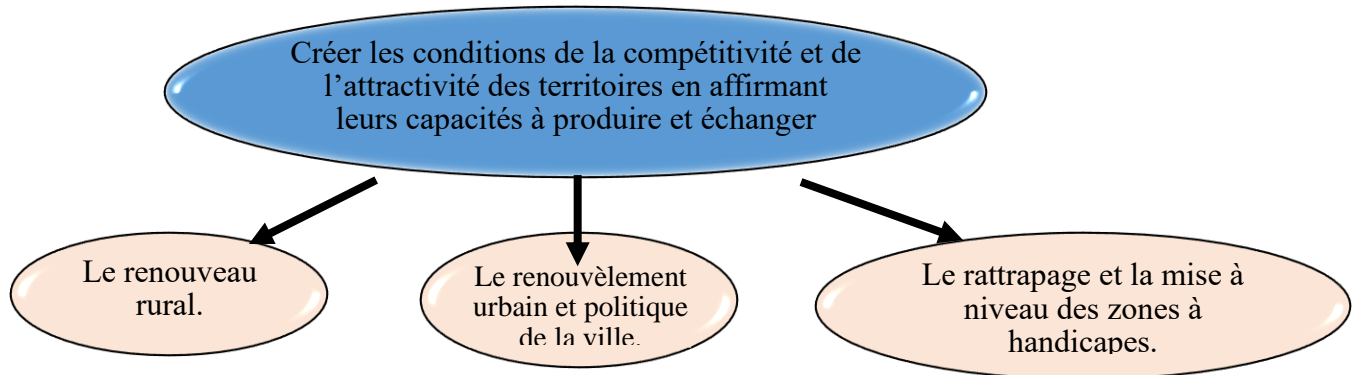 Créer les conditions de la compétitivité et de
l’attractivité des territoires en affirmant
leurs capacités à produire et échanger
Le renouveau
rural.
Le renouvèlement
urbain et politique
de la ville.
Le rattrapage et la mise à
niveau des zones à
handicapes.